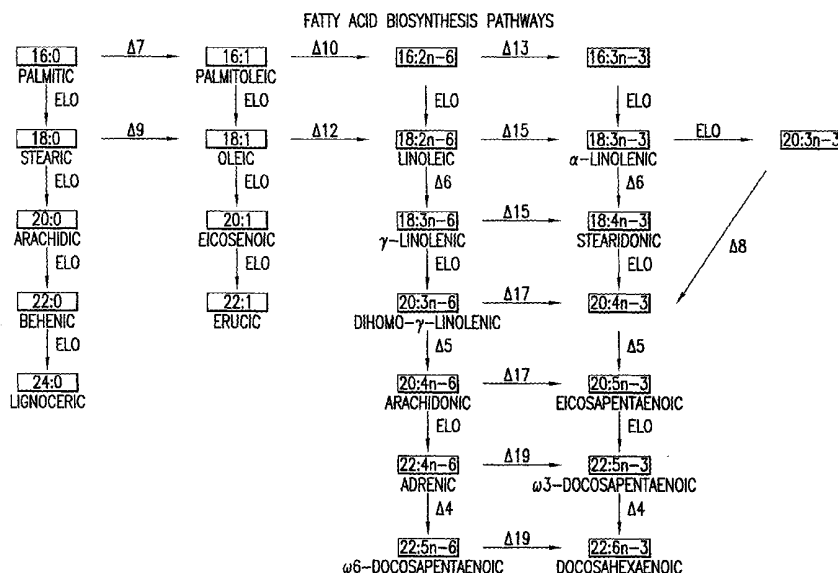 FATTY ACID BIOSYNTHESIS PATHWAYS
16:0 Δ7 16:1 Δ10 16:2n-6 Δ13 16:3n-3
PALMITIC PALMITOLEIC
ELO ELO ELO ELO
18:0 Δ9 18:1 Δ12 18:2n-6 Δ15 18:3n-3 ELO 20:3n-3
STEARIC OLEIC LINOLEIC α-LINOLENIC
ELO ELO Δ6 Δ6
20:0 20:1 18:3n-6 Δ15 18:4n-3
ARACHIDIC EICOSENOIC γ-LINOLENIC STEARIDONIC
Δ8
ELO ELO ELO ELO
22:0 22:1 20:3n-6 Δ17 20:4n-3
BEHENIC ERUCIC DIHOMO-γ-LINOLENIC
ELO Δ5 Δ5
24:0 20:4n-6 Δ17 20:5n-3
LIGNOCERIC ARACHIDONIC EICOSAPENTAENOIC
ELO ELO
22:4n-6 Δ19 22:5n-3
ADRENIC ω3-DOCOSAPENTAENOIC
Δ4 Δ4
22:5n-6 Δ19 22:6n-3
ω6-DOCOSAPENTAENOIC DOCOSAHEXAENOIC